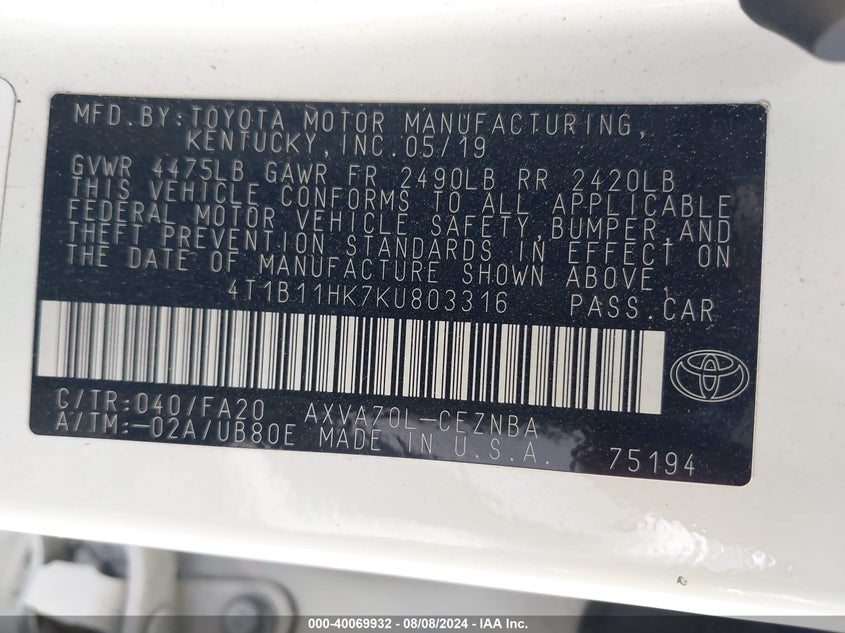 MFD. BY: TOYOTA MOTOR MANUFACTURING,
KENTUCKY, INC. 05/19
GVWR 4475LB GAWR FR 2490LB RR 2420LB
THIS VEHICLE CONFORMS TO ALL APPLICABLE
FEDERAL MOTOR VEHICLE SAFETY, BUMPER, AND
THEFT PREVENTION STANDARDS IN EFFECT ON
THE DATE OF MANUFACTURE SHOWN ABOVE.
4T1B11HK7KU803316 PASS. CAR
C/TR: 040/FA20 AXVA70L-CEZNBA
A/TM: -02A/UB80E MADE IN U.S.A. 75194
000-40069932 - 08/08/2024 - IAA Inc.